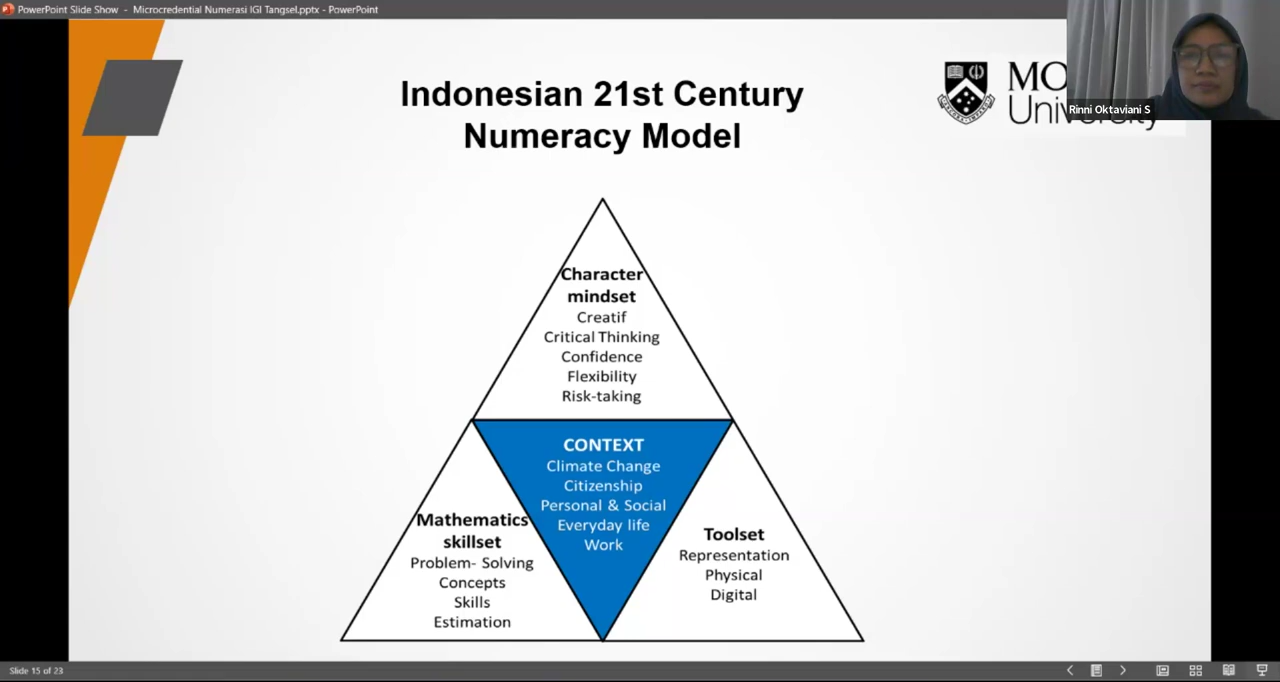 PowerPoint Slide Show - Microcredential Numerasi IGI Tangsel.pptx - PowerPoint
Indonesian 21st Century
Numeracy Model
MO
University
Rinni Oktaviani S
Character
mindset
Creatif
Critical Thinking
Confidence
Flexibility
Risk-taking
CONTEXT
Climate Change
Citizenship
Personal & Social
Everyday life
Work
Mathematics
skillset
Problem- Solving
Concepts
Skills
Estimation
Toolset
Representation
Physical
Digital
Slide 15 of 23